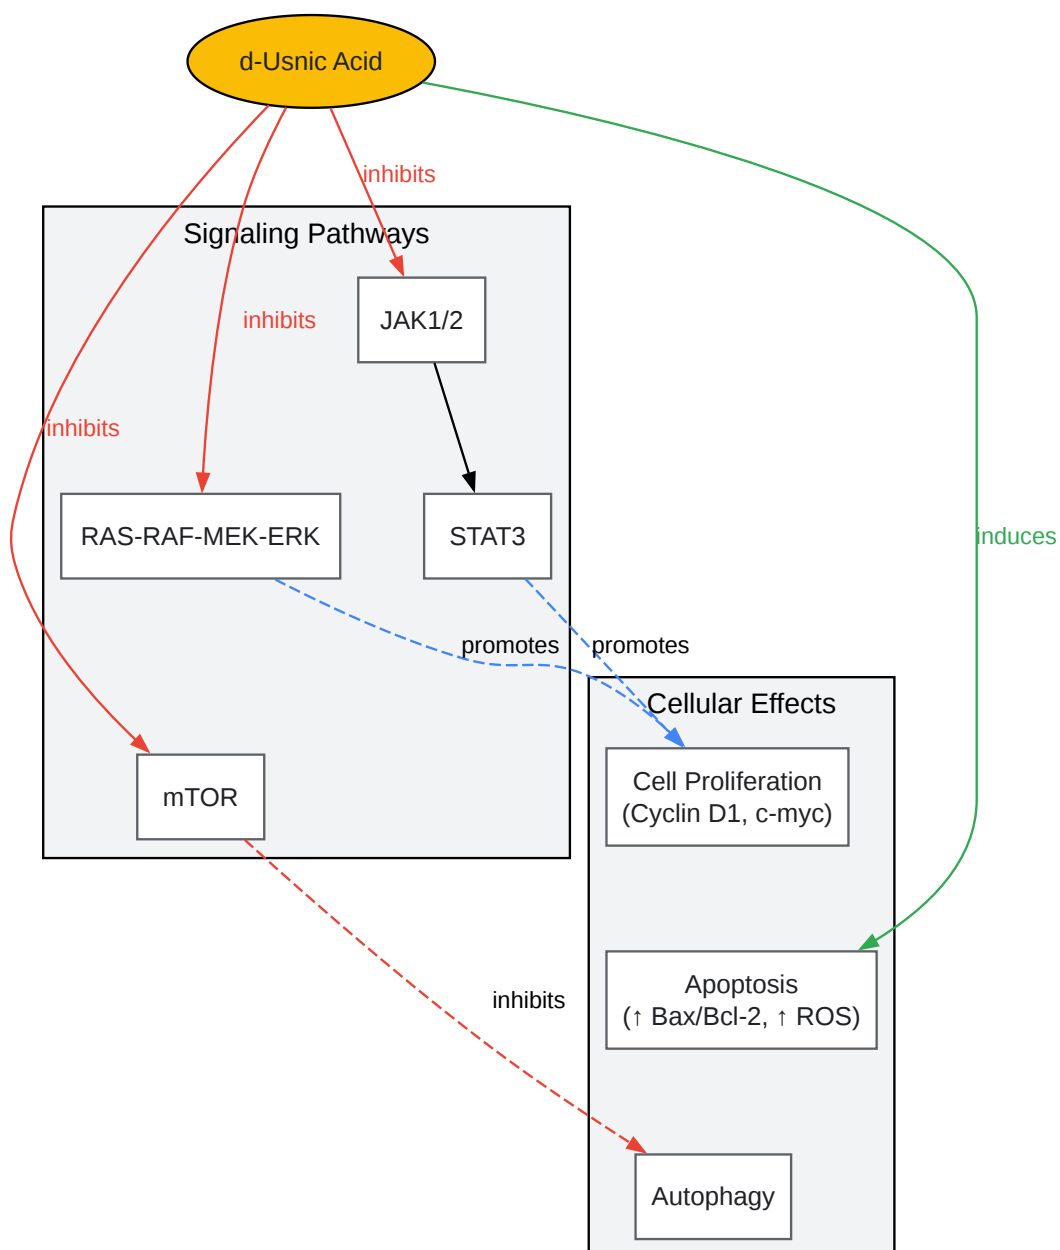 d-Usnic Acid
inhibits
Signaling Pathways
JAK1/2
inhibits
inhibits
RAS-RAF-MEK-ERK
STAT3
induces
promotes
promotes
Cellular Effects
Cell Proliferation
(Cyclin D1, c-myc)
mTOR
Apoptosis
(↑ Bax/Bcl-2, ↑ ROS)
inhibits
Autophagy